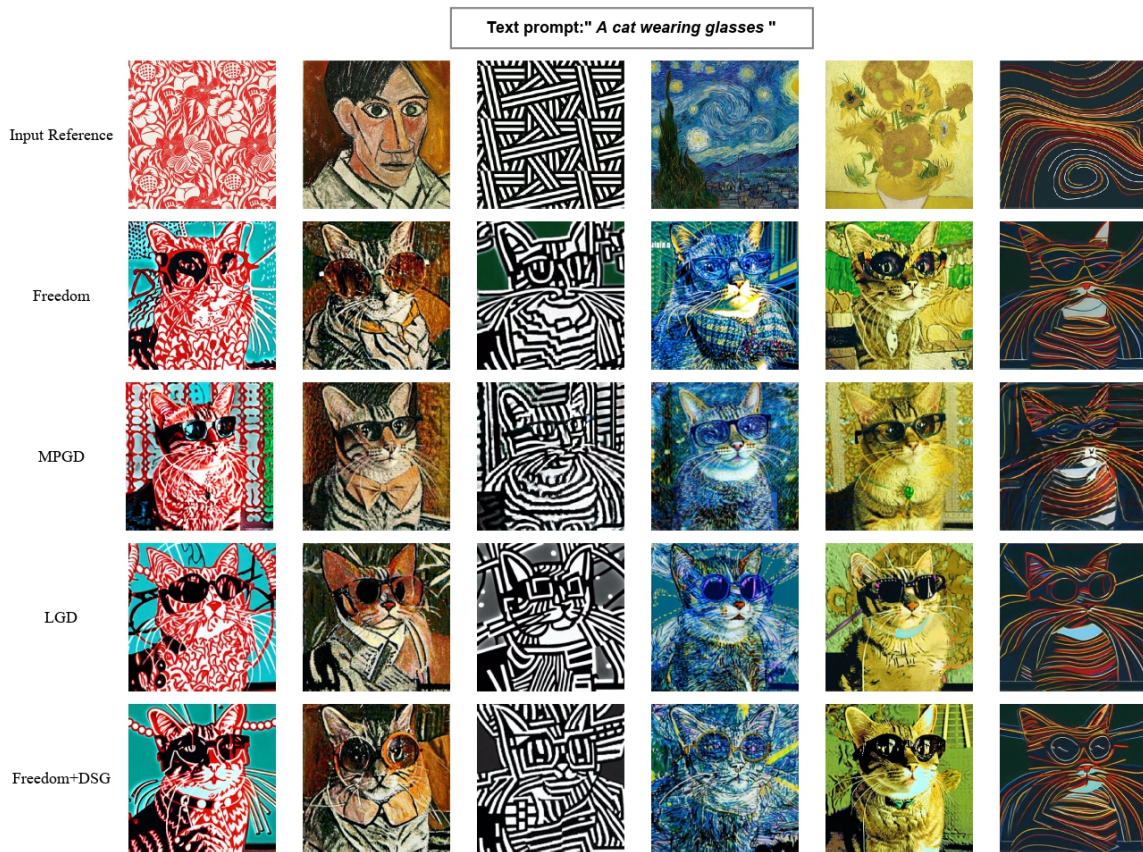 Text prompt:" A cat wearing glasses "
Input Reference
Freedom
MPGD
LGD
Freedom+DSG